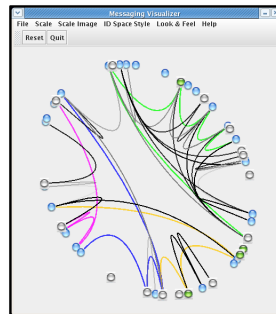 Messaging Visualizer
File Scale Scale Image ID Space Style Look & Feel Help
Reset Quit